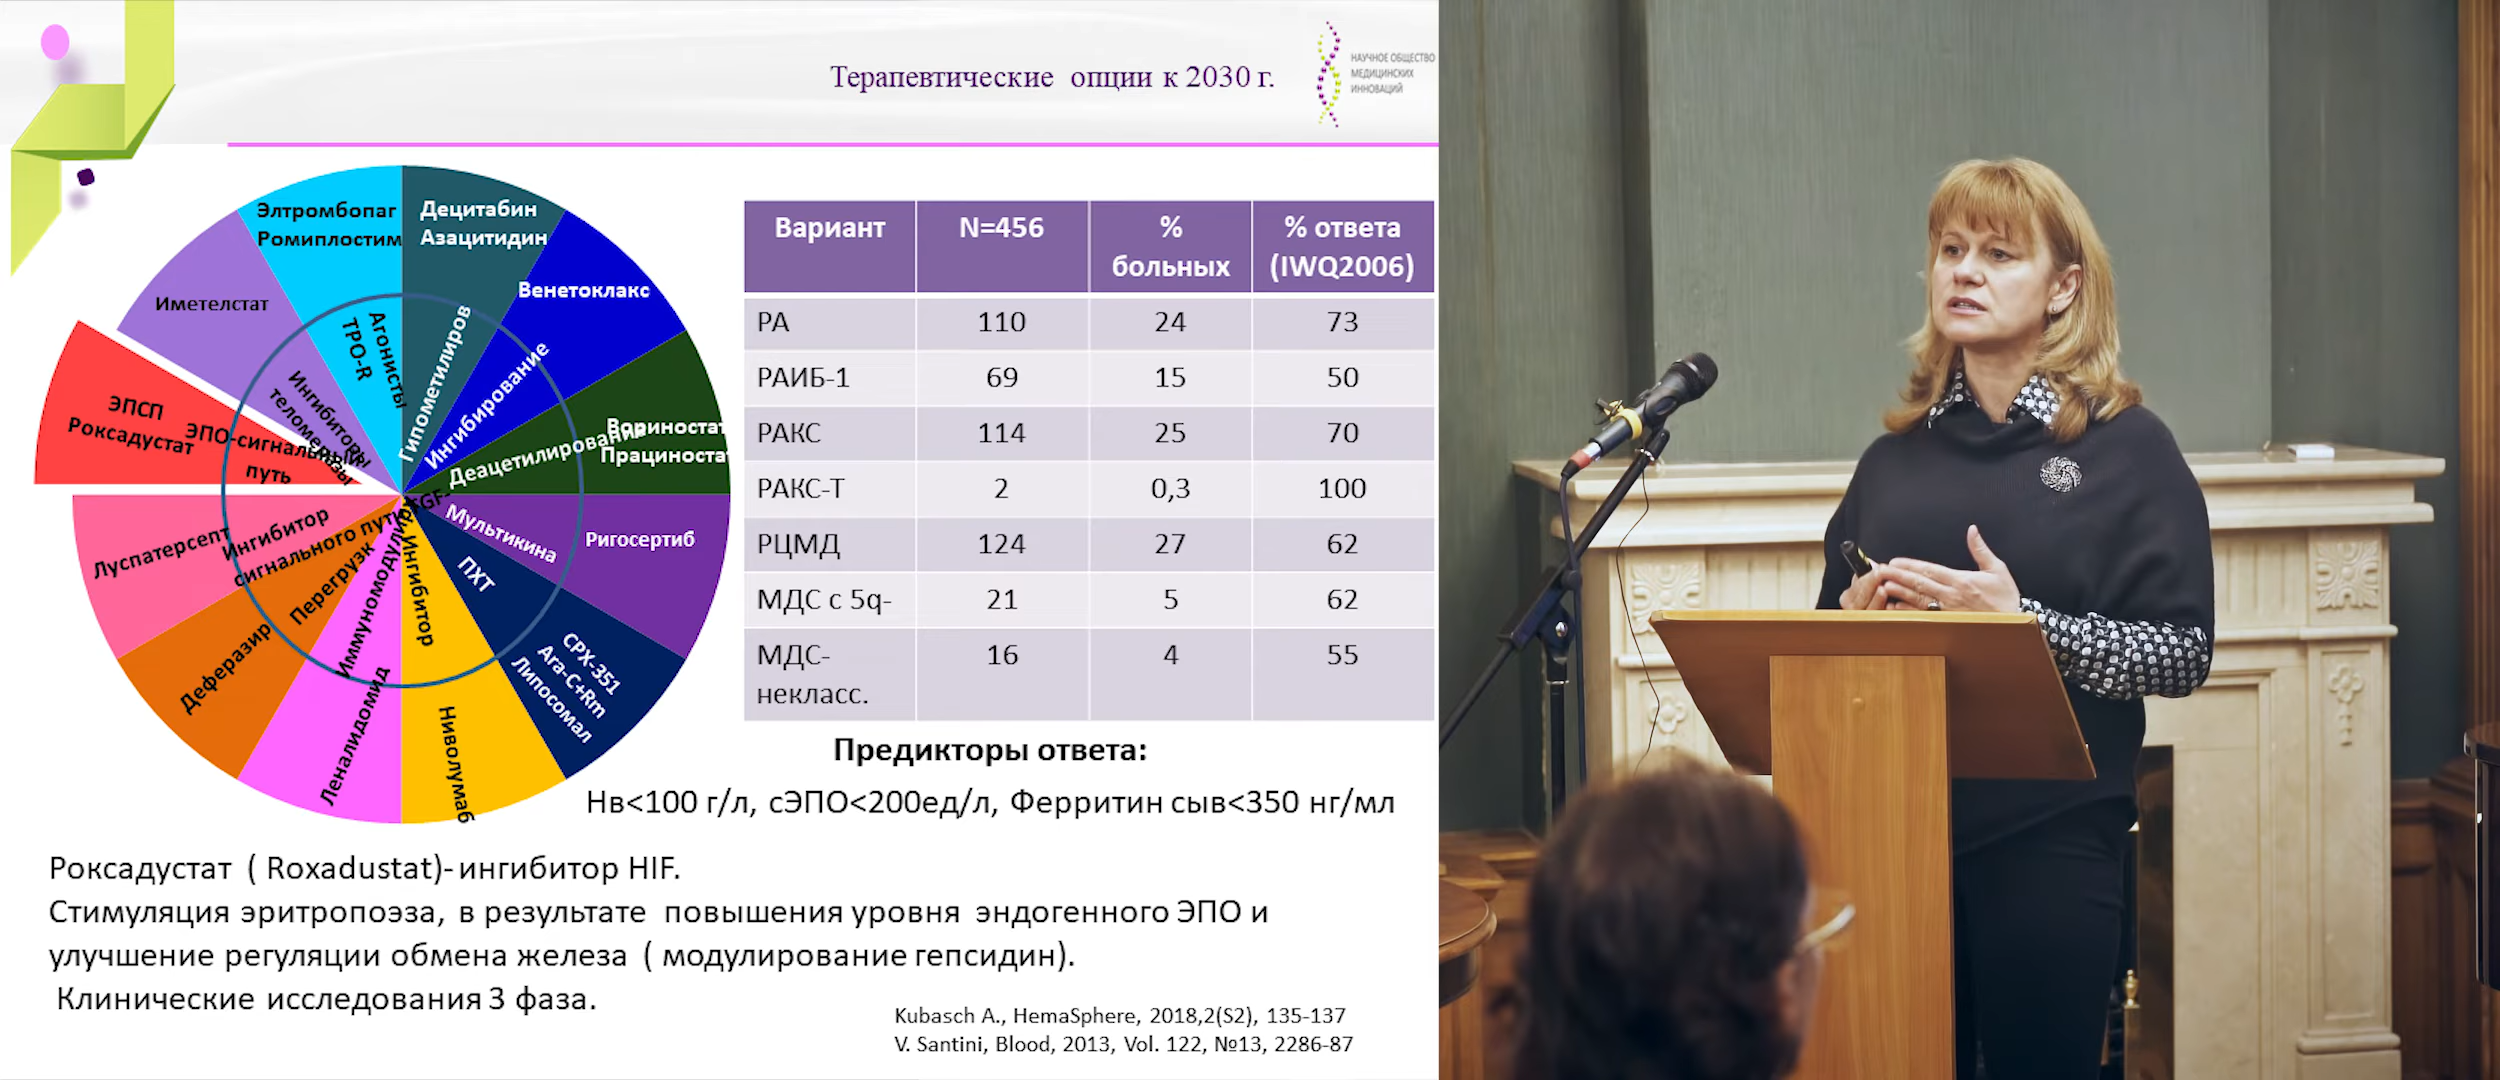 Терапевтические опции к 2030 г.
НАУЧНОЕ ОБЩЕСТВО
МЕДИЦИНСКИХ
ИННОВАЦИЙ
Элтромбопаг
Ромиплостим
Агонисты
TPO-R
Децитабин
Азацитидин
Гипометилиров
Венетоклакс
Ингибирование
Вориностат
Працинostat
Деацетилирование
Ригосертиб
Мультикина
ПХТ
CPX-351
Ara-C+Rm
Липосомал
Ингибитор
Ниволумаб
Иммуномодулир
Леналидомид
Перегрузк
Деферазир
Ингибитор
сигнального пути TGF-
Луспатерсепт
ЭПСП
Роксадустат
ЭПО-сигнальный
путь
Иметелстат
Ингибиторы
теломеразы
Вариант N=456 % больных % ответа (IWQ2006)
РА 110 24 73
РАИБ-1 69 15 50
РАКС 114 25 70
РАКС-Т 2 0,3 100
РЦМД 124 27 62
МДС с 5q- 21 5 62
МДС- 16 4 55
некласс.
Предикторы ответа:
Нв<100 г/л, сЭПО<200ед/л, Ферритин сыв<350 нг/мл
Роксадустат ( Roxadustat)-ингибитор HIF.
Стимуляция эритропоэза, в результате повышения уровня эндогенного ЭПО и
улучшение регуляции обмена железа ( модулирование гепсидин).
Клинические исследования 3 фаза.
Kubasch A., HemaSphere, 2018,2(S2), 135-137
V. Santini, Blood, 2013, Vol. 122, №13, 2286-87